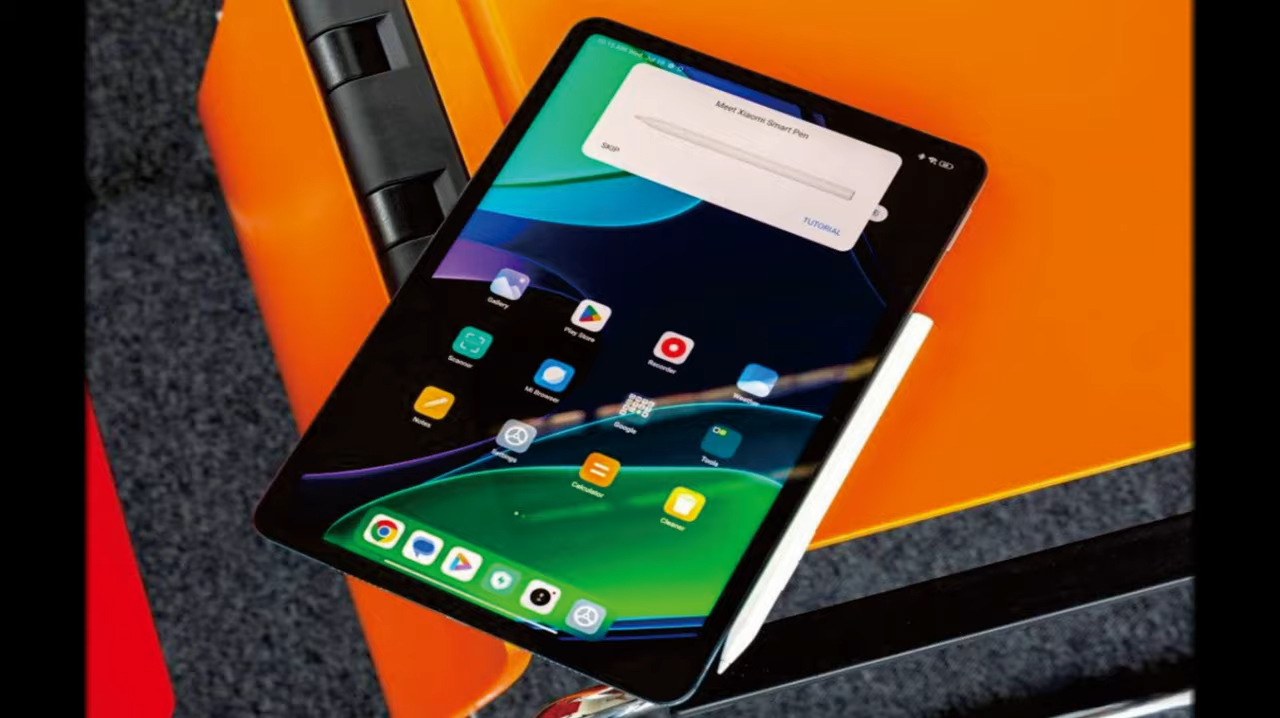 Meet Xiaomi Smart Pen
SKIP
TUTORIAL
Gallery
Play Store
Recorder
Weather
Scanner
Mi Browser
Google
Tools
Notes
Settings
Calculator
Cleaner